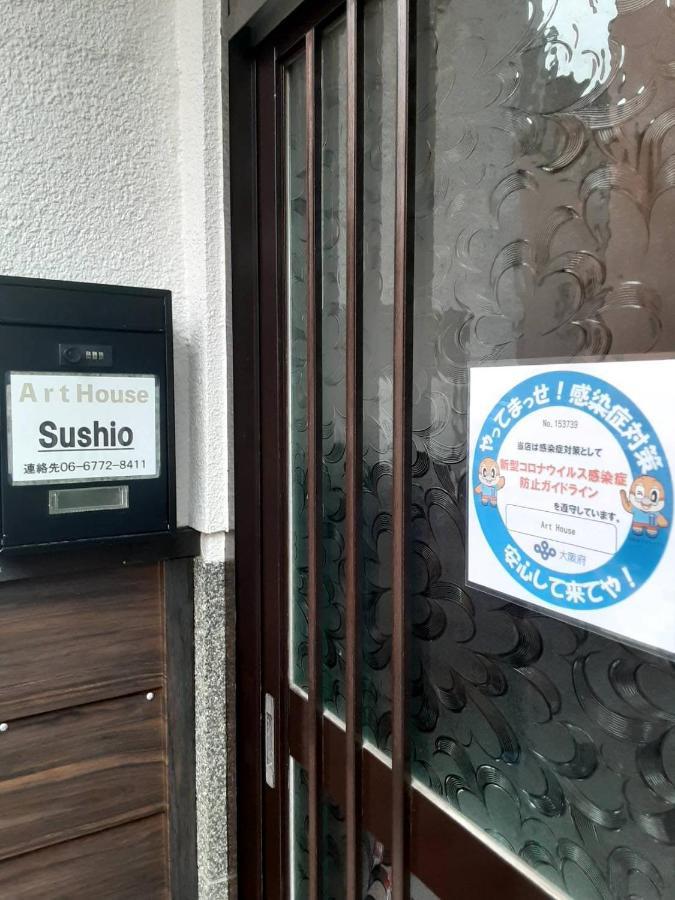 Art House
Sushio
連絡先06-6772-8411
やってまっせ！感染症対策
No.153739
当店は感染症対策として
新型コロナウイルス感染症
防止ガイドライン
を遵守しています。
Art House
大阪府
安心して来てや！